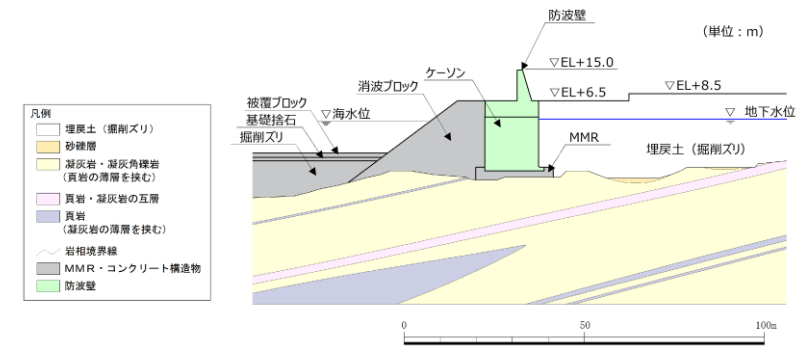 防波壁
(単位：m)
▽EL+15.0
ケーソン
▽EL+8.5
消波ブロック
▽EL+6.5
被覆ブロック
▽海水位
▽ 地下水位
基礎捨石
掘削ズリ
MMR
埋戻土（掘削ズリ）
凡例
埋戻土（掘削ズリ）
砂礫層
凝灰岩・凝灰角礫岩
(頁岩の薄層を挟む)
頁岩・凝灰岩の互層
頁岩
(凝灰岩の薄層を挟む)
岩相境界線
ＭＭＲ・コンクリート構造物
防波壁
0
50
100m